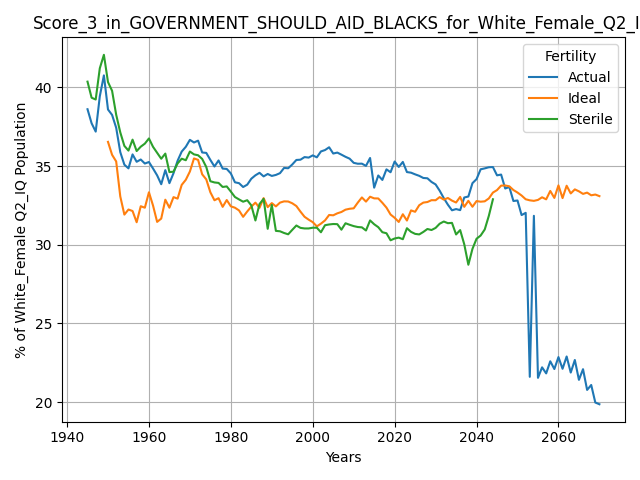 Score_3_in_GOVERNMENT_SHOULD_AID_BLACKS_for_White_Female_Q2_I
Fertility
Actual
Ideal
Sterile
% of White_Female Q2_IQ Population
40
35
30
25
20
1940 1960 1980 2000 2020 2040 2060
Years